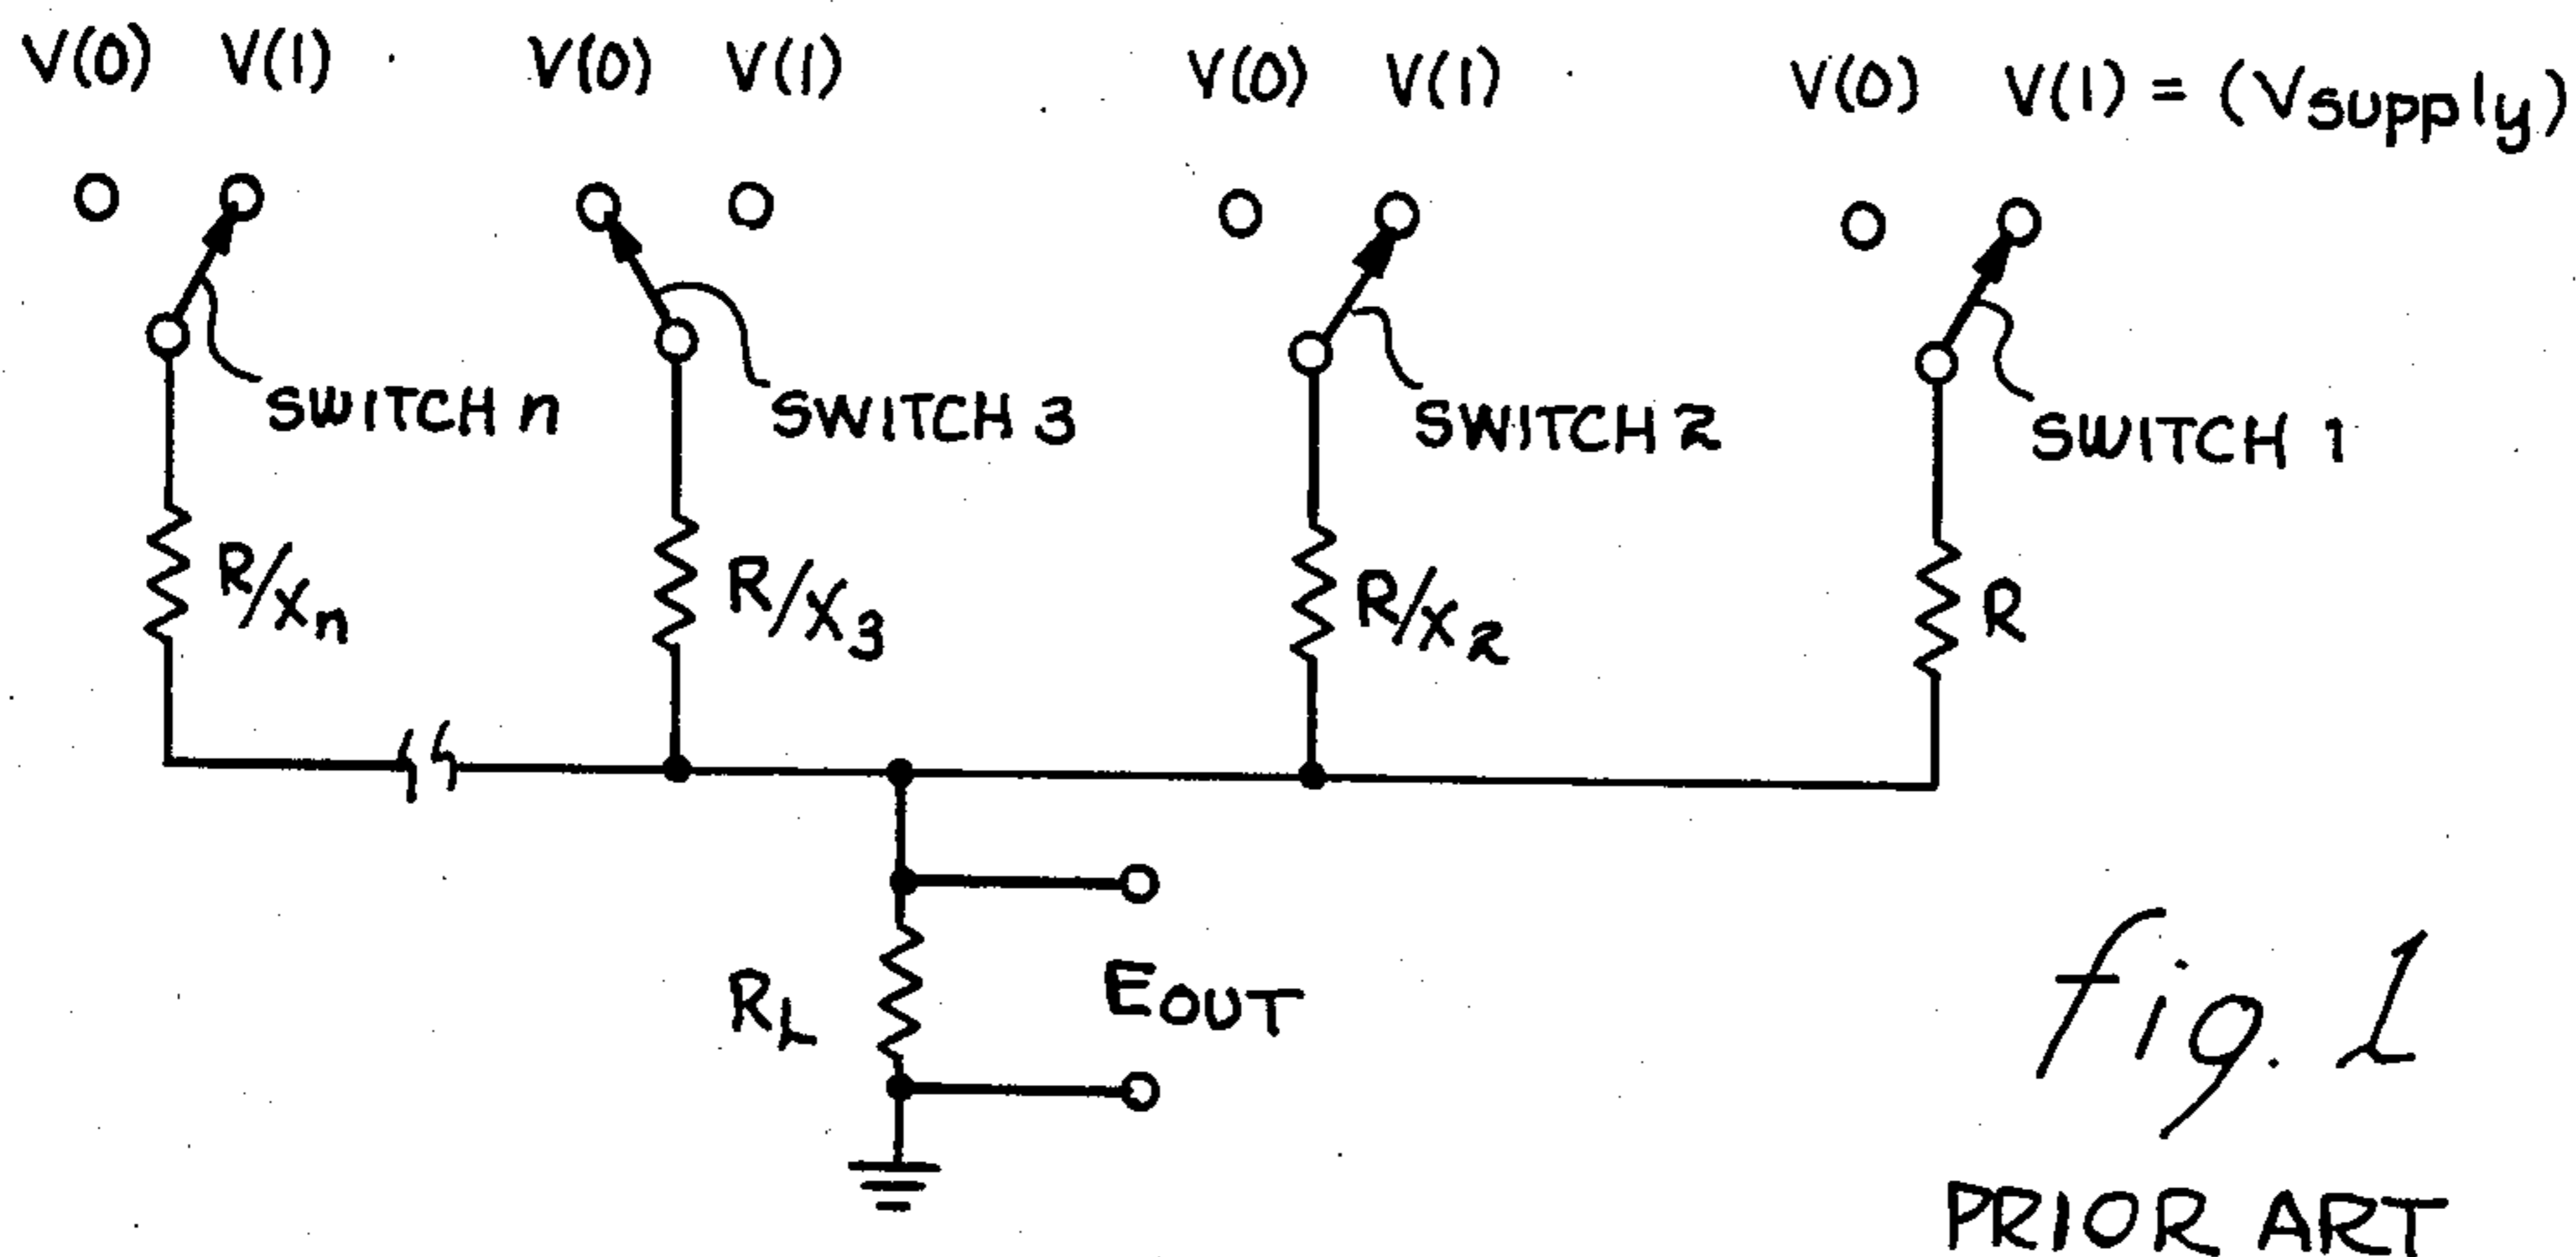 V(0) V(1) V(0) V(1) V(0) V(1) V(0) V(1) = (Vsupply)
SWITCH n SWITCH 3 SWITCH 2 SWITCH 1
R/xn R/x3 R/x2 R
RL EOUT
fig. 1
PRIOR ART